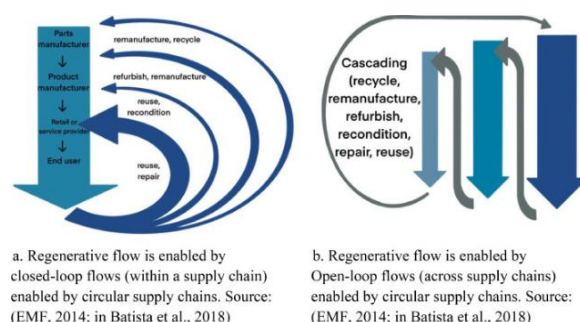 Parts
manufacturer
Product
manufacturer
Retail or
service provider
End user
remanufacture, recycle
refurbish, remanufacture
reuse,
recondition
reuse,
repair
Cascading
(recycle,
remanufacture,
refurbish,
recondition,
repair, reuse)
a. Regenerative flow is enabled by
closed-loop flows (within a supply chain)
enabled by circular supply chains. Source:
(EMF, 2014; in Batista et al., 2018)
b. Regenerative flow is enabled by
Open-loop flows (across supply chains)
enabled by circular supply chains. Source:
(EMF, 2014; in Batista et al., 2018)